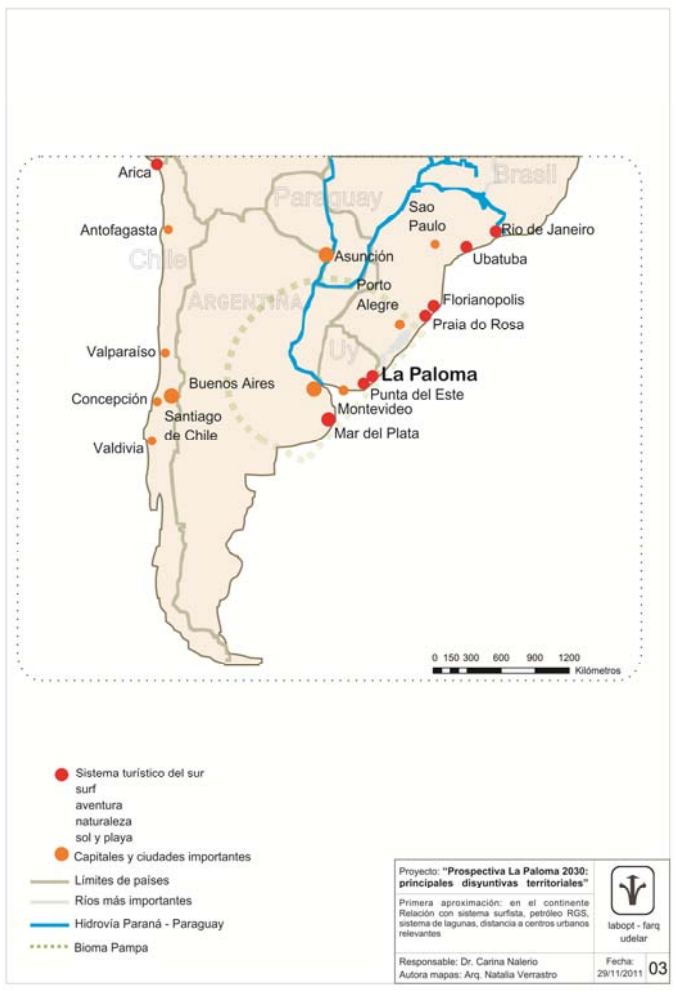 Arica
Paraguay
Brasil
Antofagasta
Sao
Paulo
Rio de Janeiro
Chile
Asunción
Ubatuba
ARGENTINA
Porto
Alegre
Florianopolis
Praia do Rosa
Valparaíso
Uy
La Paloma
Buenos Aires
Punta del Este
Concepción
Santiago
de Chile
Montevideo
Mar del Plata
Valdivia
0 150 300 600 900 1200
Kilómetros
Sistema turístico del sur
surf
aventura
naturaleza
sol y playa
Capitales y ciudades importantes
Límites de países
Ríos más importantes
Hidrovía Paraná - Paraguay
Bioma Pampa
Proyecto: "Prospectiva La Paloma 2030:
principales disyuntivas territoriales"
Primera aproximación: en el continente
Relación con sistema surfista, petróleo RGS,
sistema de lagunas, distancia a centros urbanos
relevantes
labopt - farq
udelar
Responsable: Dr. Carina Nalerio
Autora mapas: Arq. Natalia Verrastro
Fecha:
29/11/2011
03